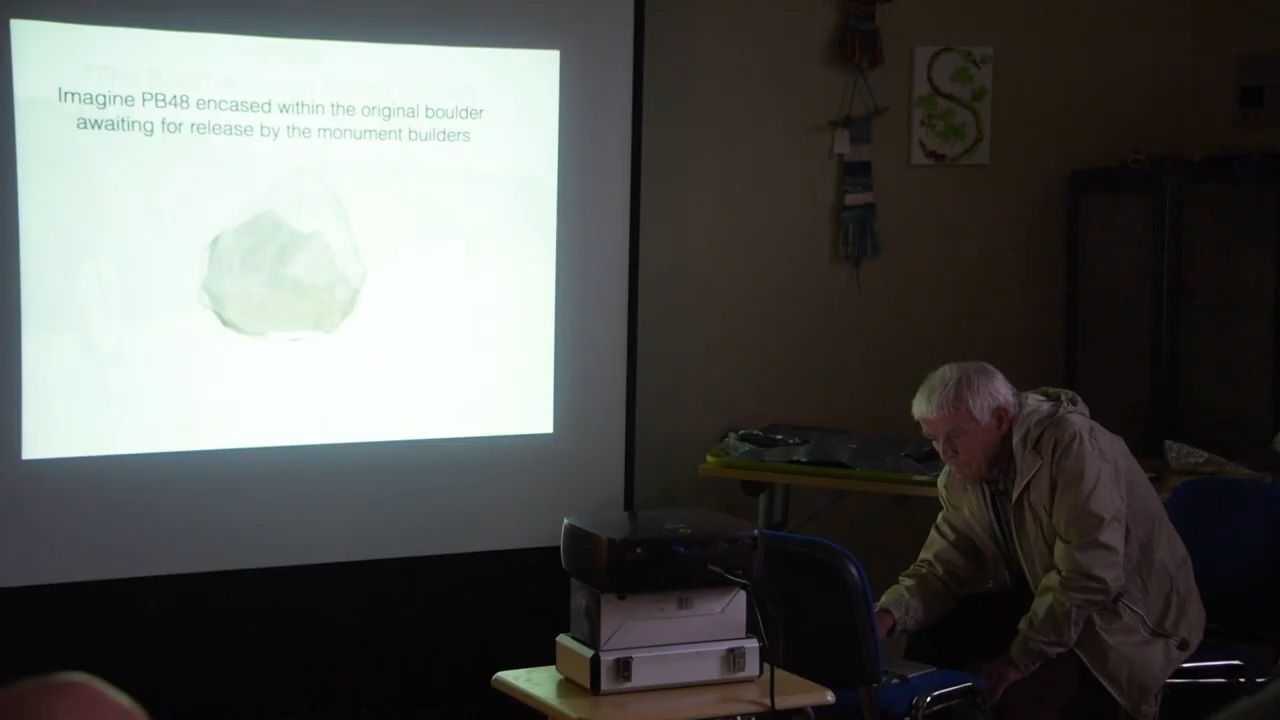 Imagine PB48 encased within the original boulder
awaiting for release by the monument builders